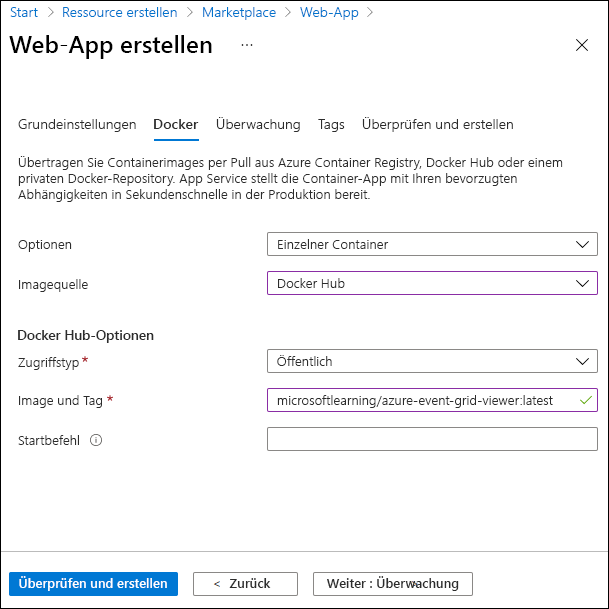 Start > Ressource erstellen > Marketplace > Web-App >
Web-App erstellen ...
Grundeinstellungen Docker Überwachung Tags Überprüfen und erstellen
Übertragen Sie Containerimages per Pull aus Azure Container Registry, Docker Hub oder einem
privaten Docker-Repository. App Service stellt die Container-App mit Ihren bevorzugten
Abhängigkeiten in Sekundenschnelle in der Produktion bereit.
Optionen Einzelner Container
Imagequelle Docker Hub
Docker Hub-Optionen
Zugriffstyp * Öffentlich
Image und Tag * microsoftlearning/azure-event-grid-viewer:latest
Startbefehl
Überprüfen und erstellen < Zurück Weiter : Überwachung